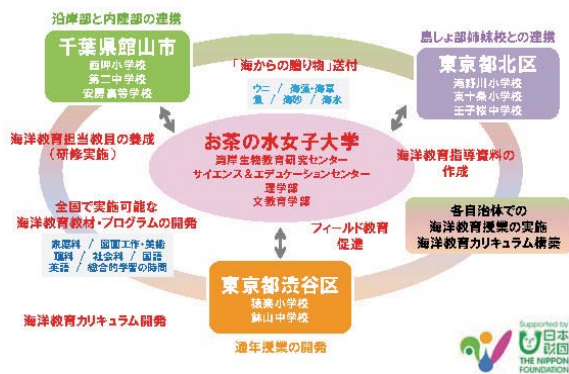 沿岸部と内陸部の連携
千葉県館山市
西岬小学校
第二中学校
安房高等学校
島しょ部姉妹校との連携
東京都北区
滝野川小学校
東十条小学校
王子桜中学校
「海からの贈り物」送付
ウニ / 海藻・海草
魚 / 海砂 / 海水
お茶の水女子大学
湾岸生物教育研究センター
サイエンス&エデュケーションセンター
理学部
文教育学部
海洋教育担当教員の養成
(研修実施)
海洋教育指導資料の
作成
全国で実施可能な
海洋教育教材・プログラムの開発
家庭科 / 図画工作・美術
理科 / 社会科 / 国語
英語 / 総合的学習の時間
フィールド教育
促進
各自治体での
海洋教育授業の実施
海洋教育カリキュラム構築
東京都渋谷区
猿楽小学校
鉢山中学校
通年授業の開発
海洋教育カリキュラム開発
Supported by
日本
財団
THE NIPPON
FOUNDATION